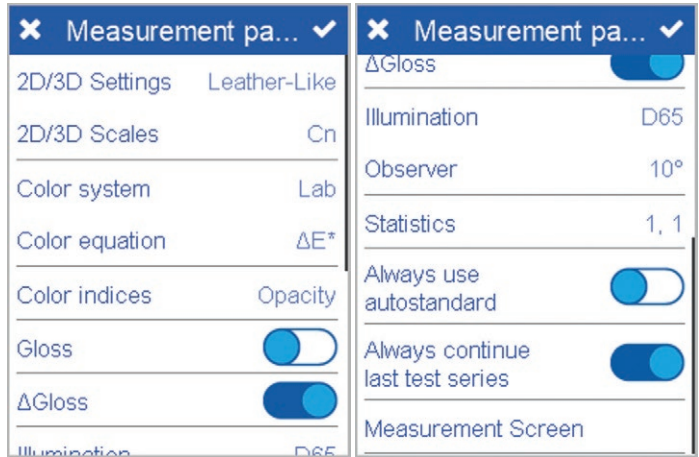 Measurement pa...
2D/3D Settings Leather-Like
2D/3D Scales Cn
Color system Lab
Color equation ΔE*
Color indices Opacity
Gloss
ΔGloss
Illumination D65
Measurement pa...
ΔGloss
Illumination D65
Observer 10°
Statistics 1, 1
Always use
autostandard
Always continue
last test series
Measurement Screen